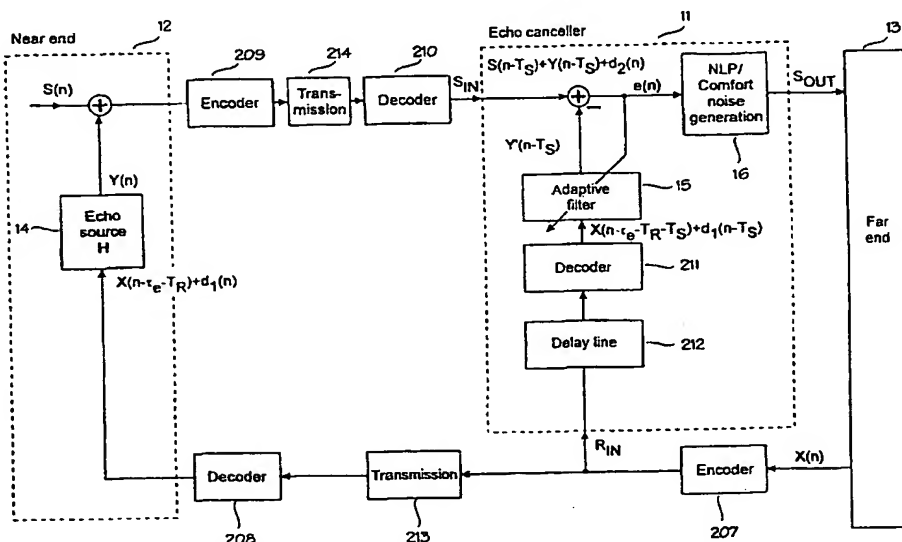 Near end
12
Echo canceller
11
13
209
214
210
S(n)
Encoder
Trans-
mission
Decoder
S_IN
S(n-T_S)+Y(n-T_S)+d_2(n)
e(n)
NLP/
Comfort
noise
generation
S_OUT
16
Y(n)
Y'(n-T_S)
14
Echo
source
H
Adaptive
filter
15
X(n-τ_e-T_R-T_S)+d_1(n-T_S)
X(n-τ_e-T_R)+d_1(n)
Far
end
Decoder
211
Delay line
212
R_IN
X(n)
Decoder
Transmission
Encoder
208
213
207